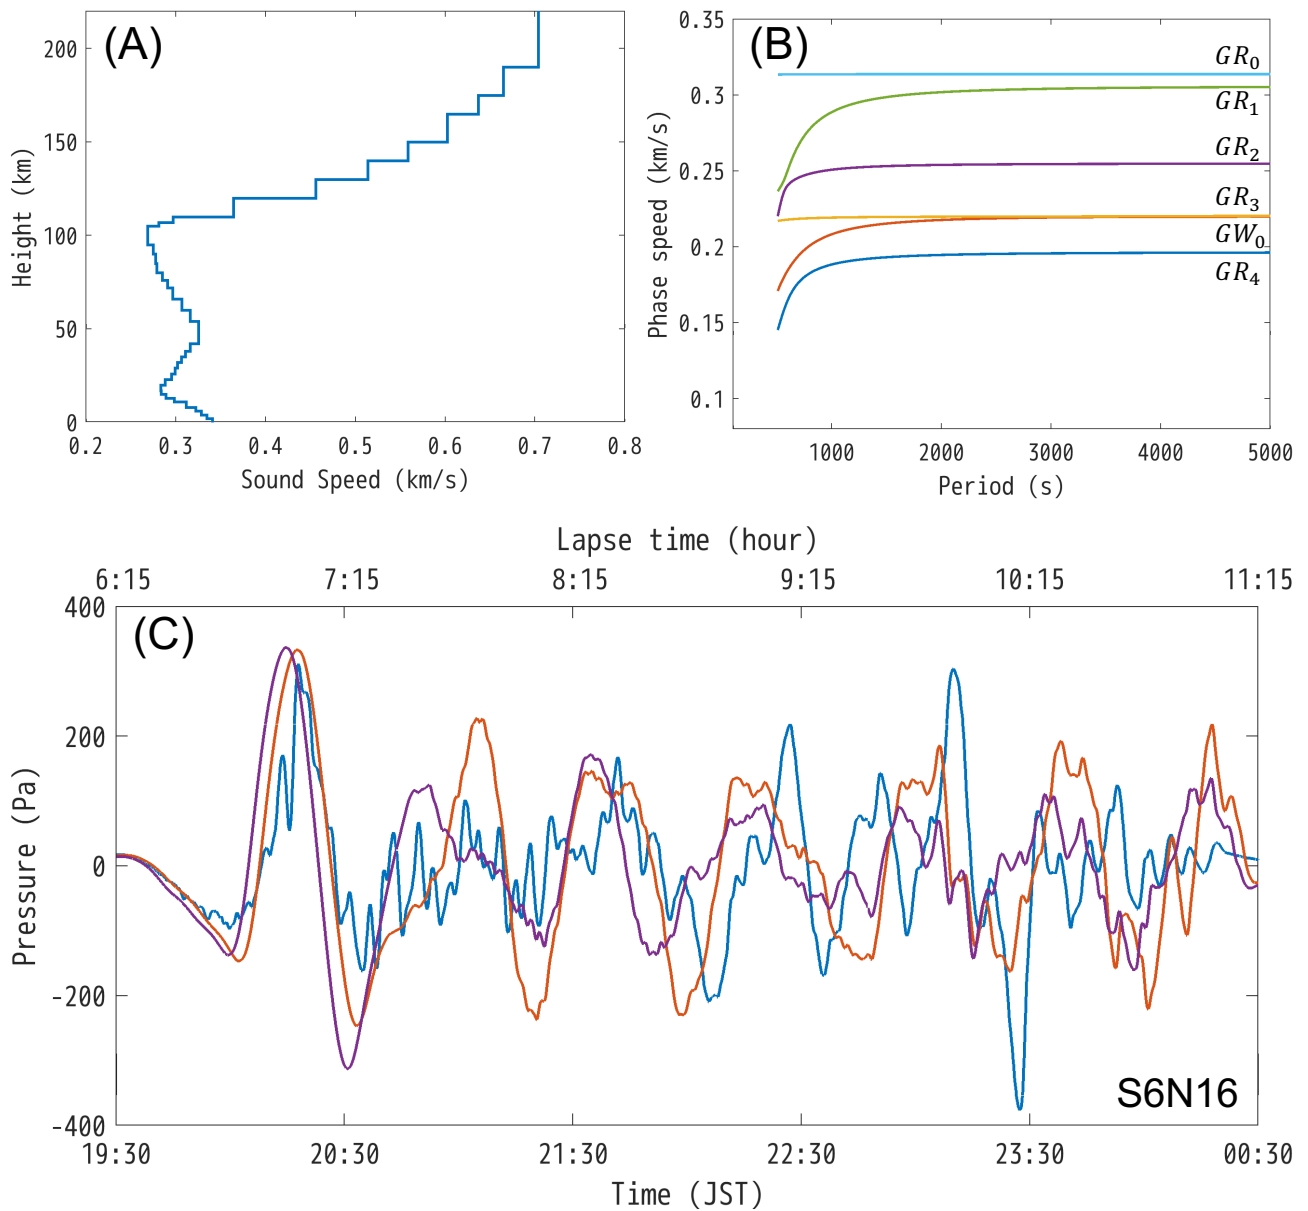 (A)
200
150
100
50
0
Height (km)
0.2 0.3 0.4 0.5 0.6 0.7 0.8
Sound Speed (km/s)
(B)
0.35
0.3
0.25
0.2
0.15
0.1
Phase speed (km/s)
GR₀
GR₁
GR₂
GR₃
GW₀
GR₄
1000 2000 3000 4000 5000
Period (s)
Lapse time (hour)
6:15 7:15 8:15 9:15 10:15 11:15
(C)
400
200
0
-200
-400
Pressure (Pa)
S6N16
19:30 20:30 21:30 22:30 23:30 00:30
Time (JST)